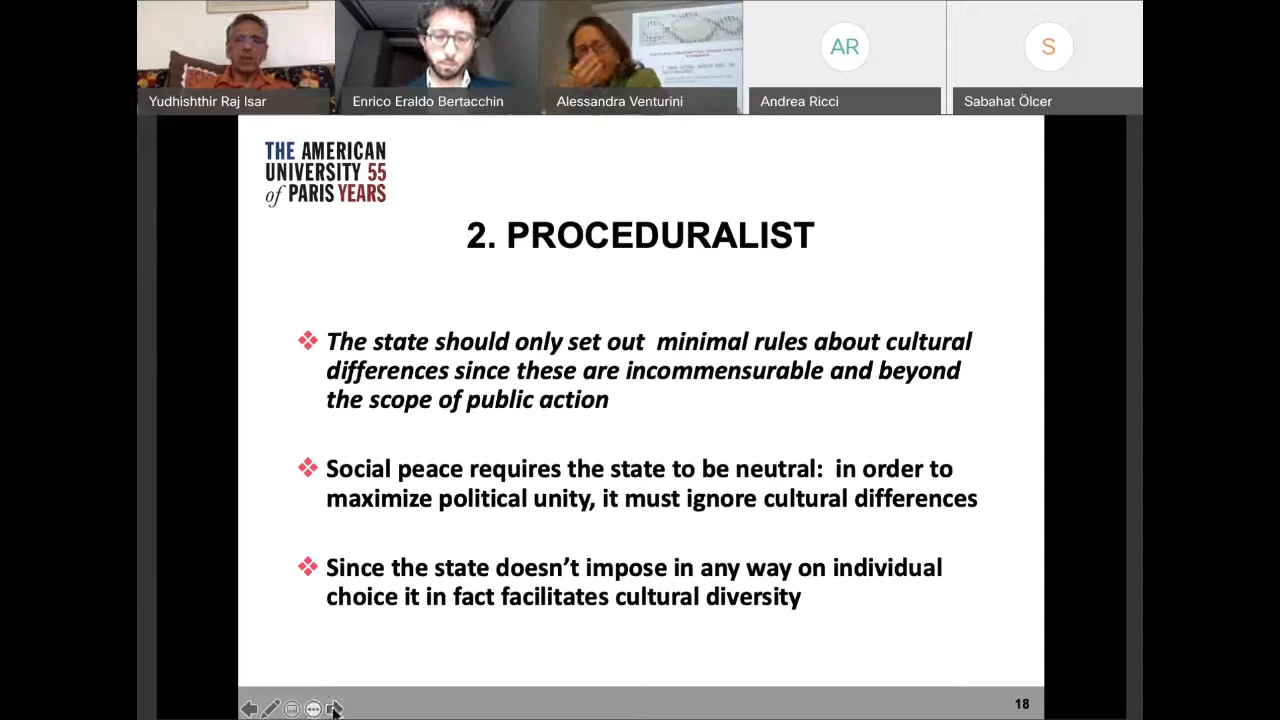 Yudhishthir Raj Isar
Enrico Eraldo Bertacchin
Alessandra Venturini
AR
Andrea Ricci
S
Sabahat Ölcer
THE AMERICAN
UNIVERSITY 55
of PARIS YEARS
2. PROCEDURALIST
The state should only set out minimal rules about cultural
differences since these are incommensurable and beyond
the scope of public action
Social peace requires the state to be neutral: in order to
maximize political unity, it must ignore cultural differences
Since the state doesn't impose in any way on individual
choice it in fact facilitates cultural diversity
18